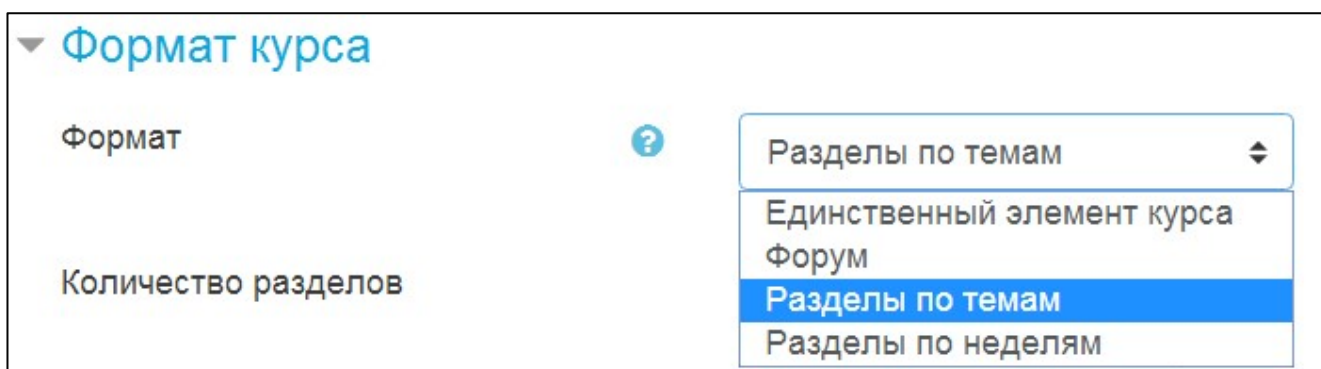 Формат курса
Формат
Разделы по темам
Единственный элемент курса
Форум
Количество разделов
Разделы по темам
Разделы по неделям